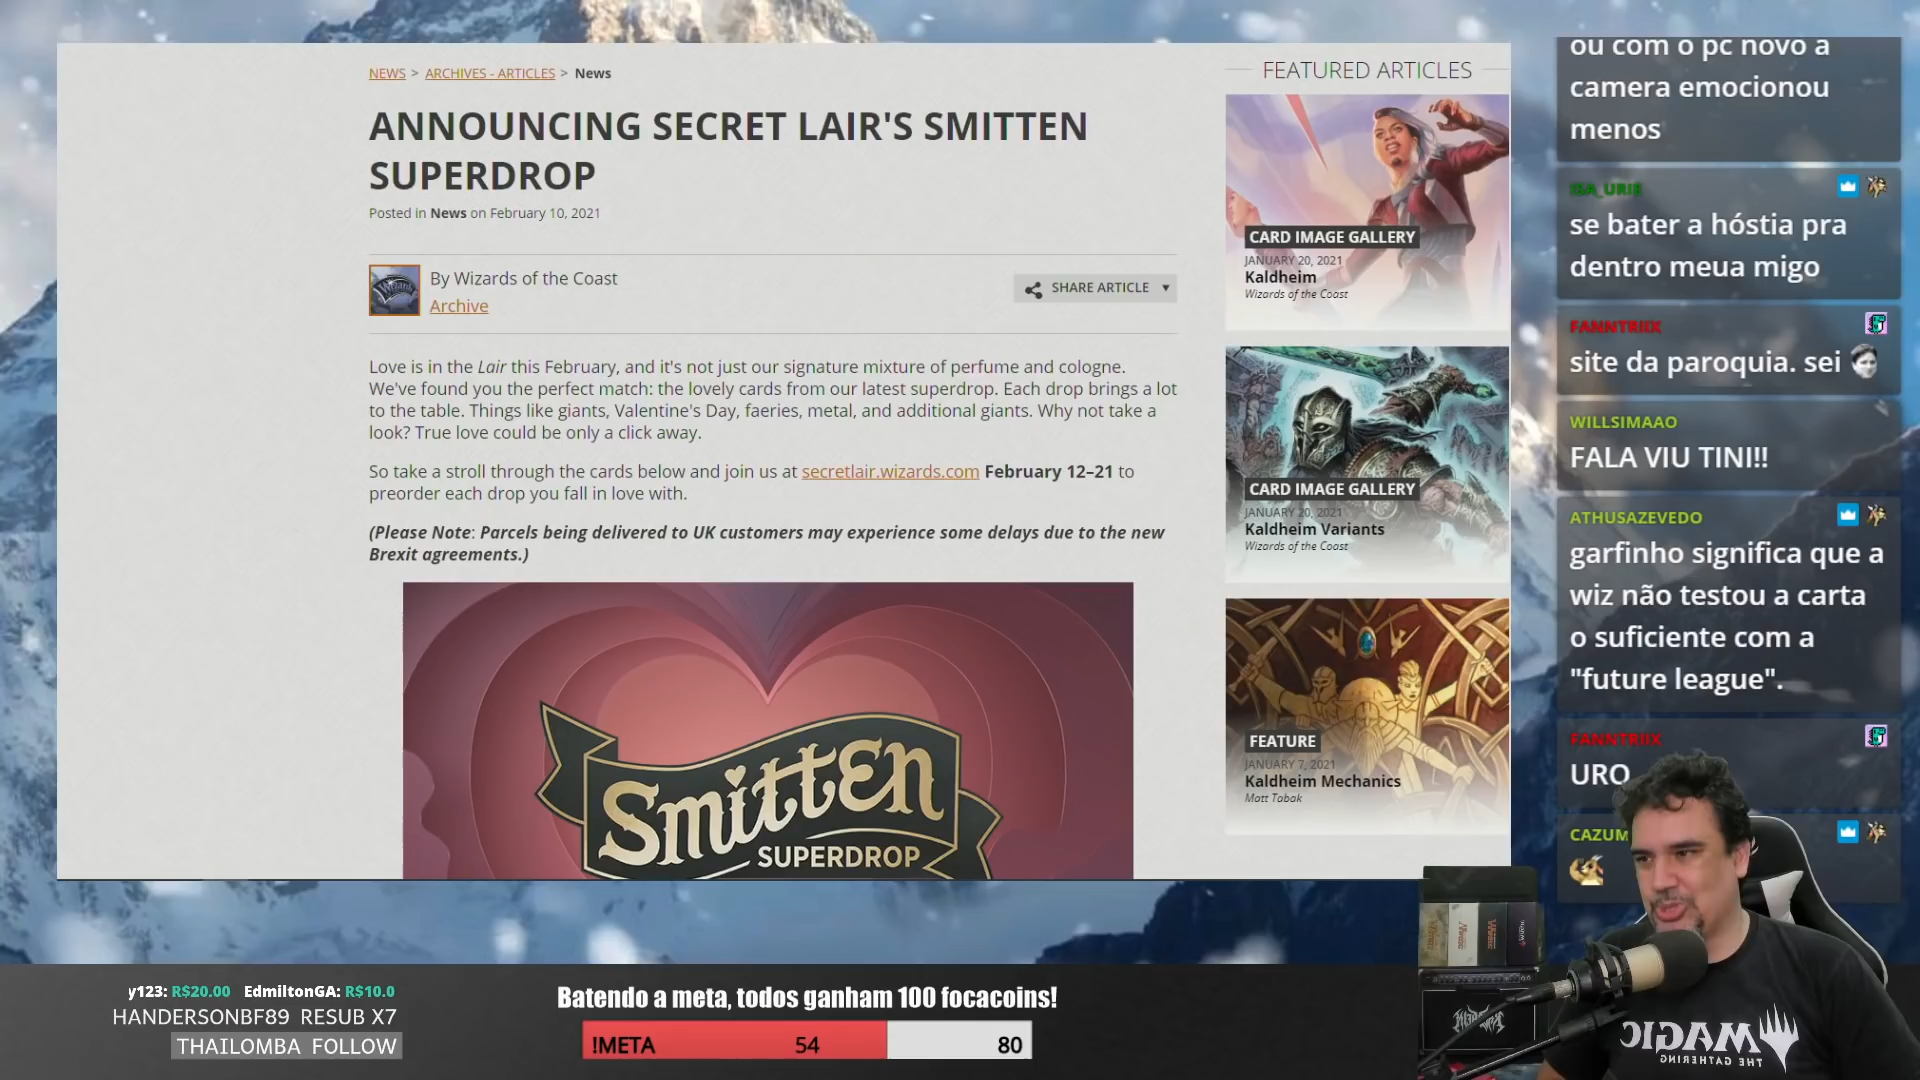 NEWS > ARCHIVES - ARTICLES > News
ANNOUNCING SECRET LAIR'S SMITTEN
SUPERDROP
Posted in News on February 10, 2021
By Wizards of the Coast
Archive
SHARE ARTICLE
Love is in the Lair this February, and it's not just our signature mixture of perfume and cologne.
We've found you the perfect match: the lovely cards from our latest superdrop. Each drop brings a lot
to the table. Things like giants, Valentine's Day, faeries, metal, and additional giants. Why not take a
look? True love could be only a click away.
So take a stroll through the cards below and join us at secretlair.wizards.com February 12–21 to
preorder each drop you fall in love with.
(Please Note: Parcels being delivered to UK customers may experience some delays due to the new
Brexit agreements.)
Smitten
SUPERDROP
FEATURED ARTICLES
CARD IMAGE GALLERY
JANUARY 20, 2021
Kaldheim
Wizards of the Coast
CARD IMAGE GALLERY
JANUARY 20, 2021
Kaldheim Variants
Wizards of the Coast
FEATURE
JANUARY 7, 2021
Kaldheim Mechanics
Matt Tabak
ou com o pc novo a
camera emocionou
menos
ISA_URIE
se bater a hóstia pra
dentro meua migo
FANNTRIIX
site da paroquia. sei
WILLSIMAAO
FALA VIU TINI!!
ATHUSAZEVEDO
garfinho significa que a
wiz não testou a carta
o suficiente com a
"future league".
FANNTRIIX
URO
CAZUM
y123: R$20.00 EdmiltonGA: R$10.0
HANDERSONBF89 RESUB X7
THAILOMBA FOLLOW
Batendo a meta, todos ganham 100 focacoins!
!META 54 80
MAGIC
THE GATHERING